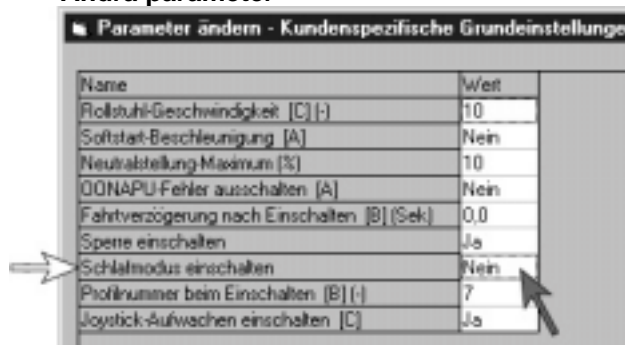 Parameter ändern - Kundenspezifische Grundeinstellunge
Name Wert
Rollstuhl-Geschwindigkeit [C] (-) 10
Softstart-Beschleunigung [A] Nein
Neutralstellung-Maximum (%) 10
OONAPU-Fehler ausschalten [A] Nein
Fahrtverzögerung nach Einschalten [B] (Sek) 0,0
Sperre einschalten Ja
Schlafmodus einschalten Nein
Profilnummer beim Einschalten [B] (-) 7
Joystick-Aufwachen einschalten [C] Ja